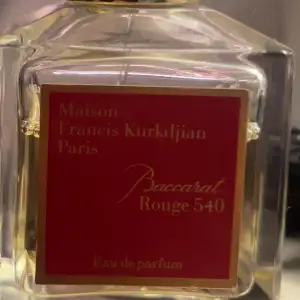 Maison
Francis Kurkdjian
Paris
Baccarat
Rouge 540
Eau de parfum